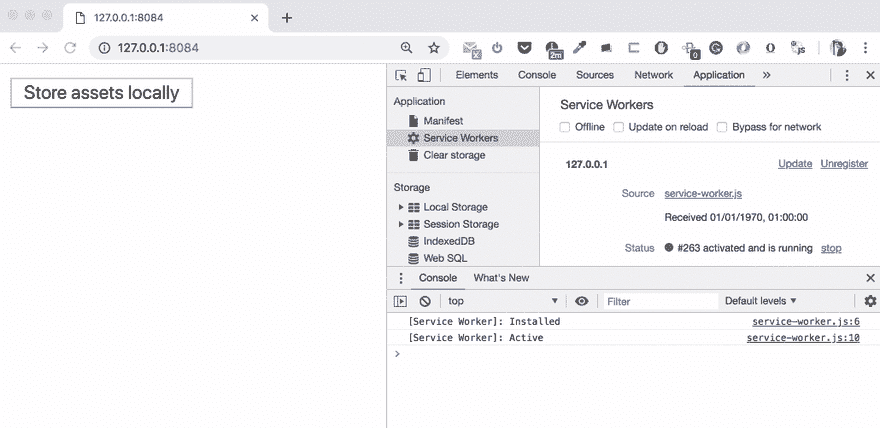 127.0.0.1:8084
127.0.0.1:8084
2m
0
JS
Store assets locally
Elements Console Sources Network Application
Application
Manifest
Service Workers
Clear storage
Storage
Local Storage
Session Storage
IndexedDB
Web SQL
Service Workers
Offline Update on reload Bypass for network
127.0.0.1 Update Unregister
Source service-worker.js
Received 01/01/1970, 01:00:00
Status #263 activated and is running stop
Console What's New
top Filter Default levels
[Service Worker]: Installed service-worker.js:6
[Service Worker]: Active service-worker.js:10